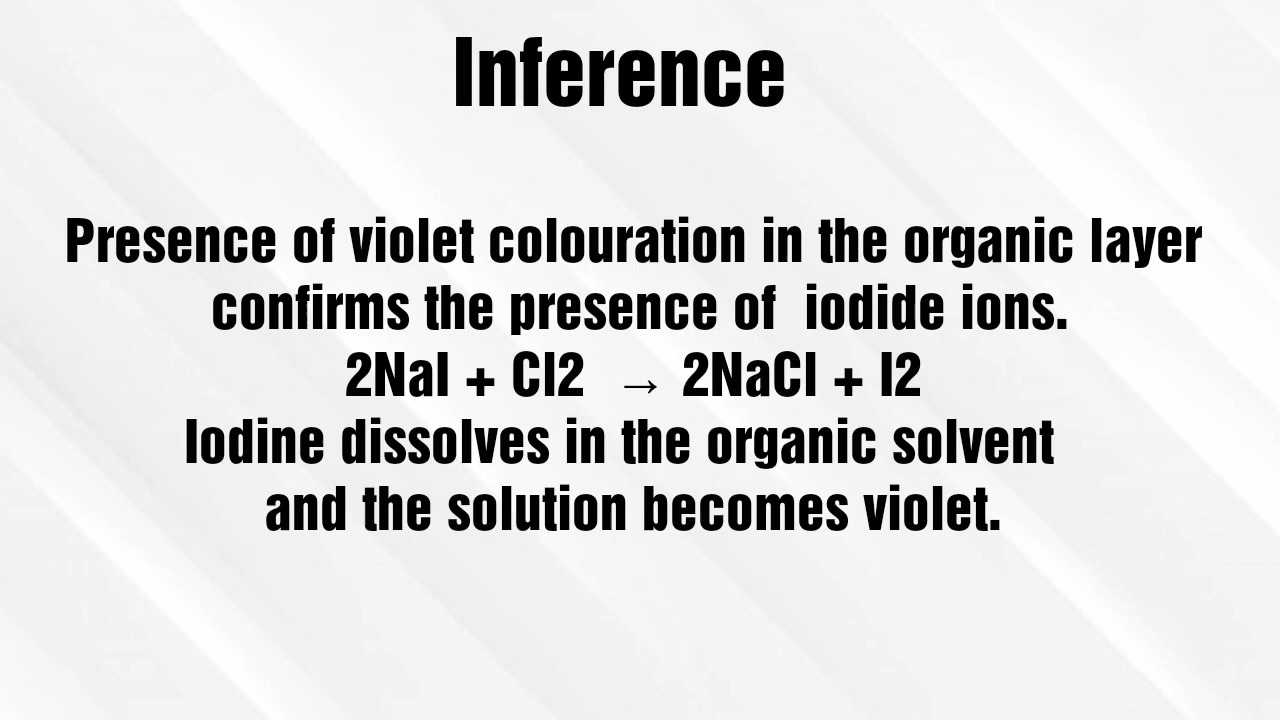 Inference
Presence of violet colouration in the organic layer
confirms the presence of  iodide ions.
2NaI + Cl2  → 2NaCl + I2
Iodine dissolves in the organic solvent
and the solution becomes violet.